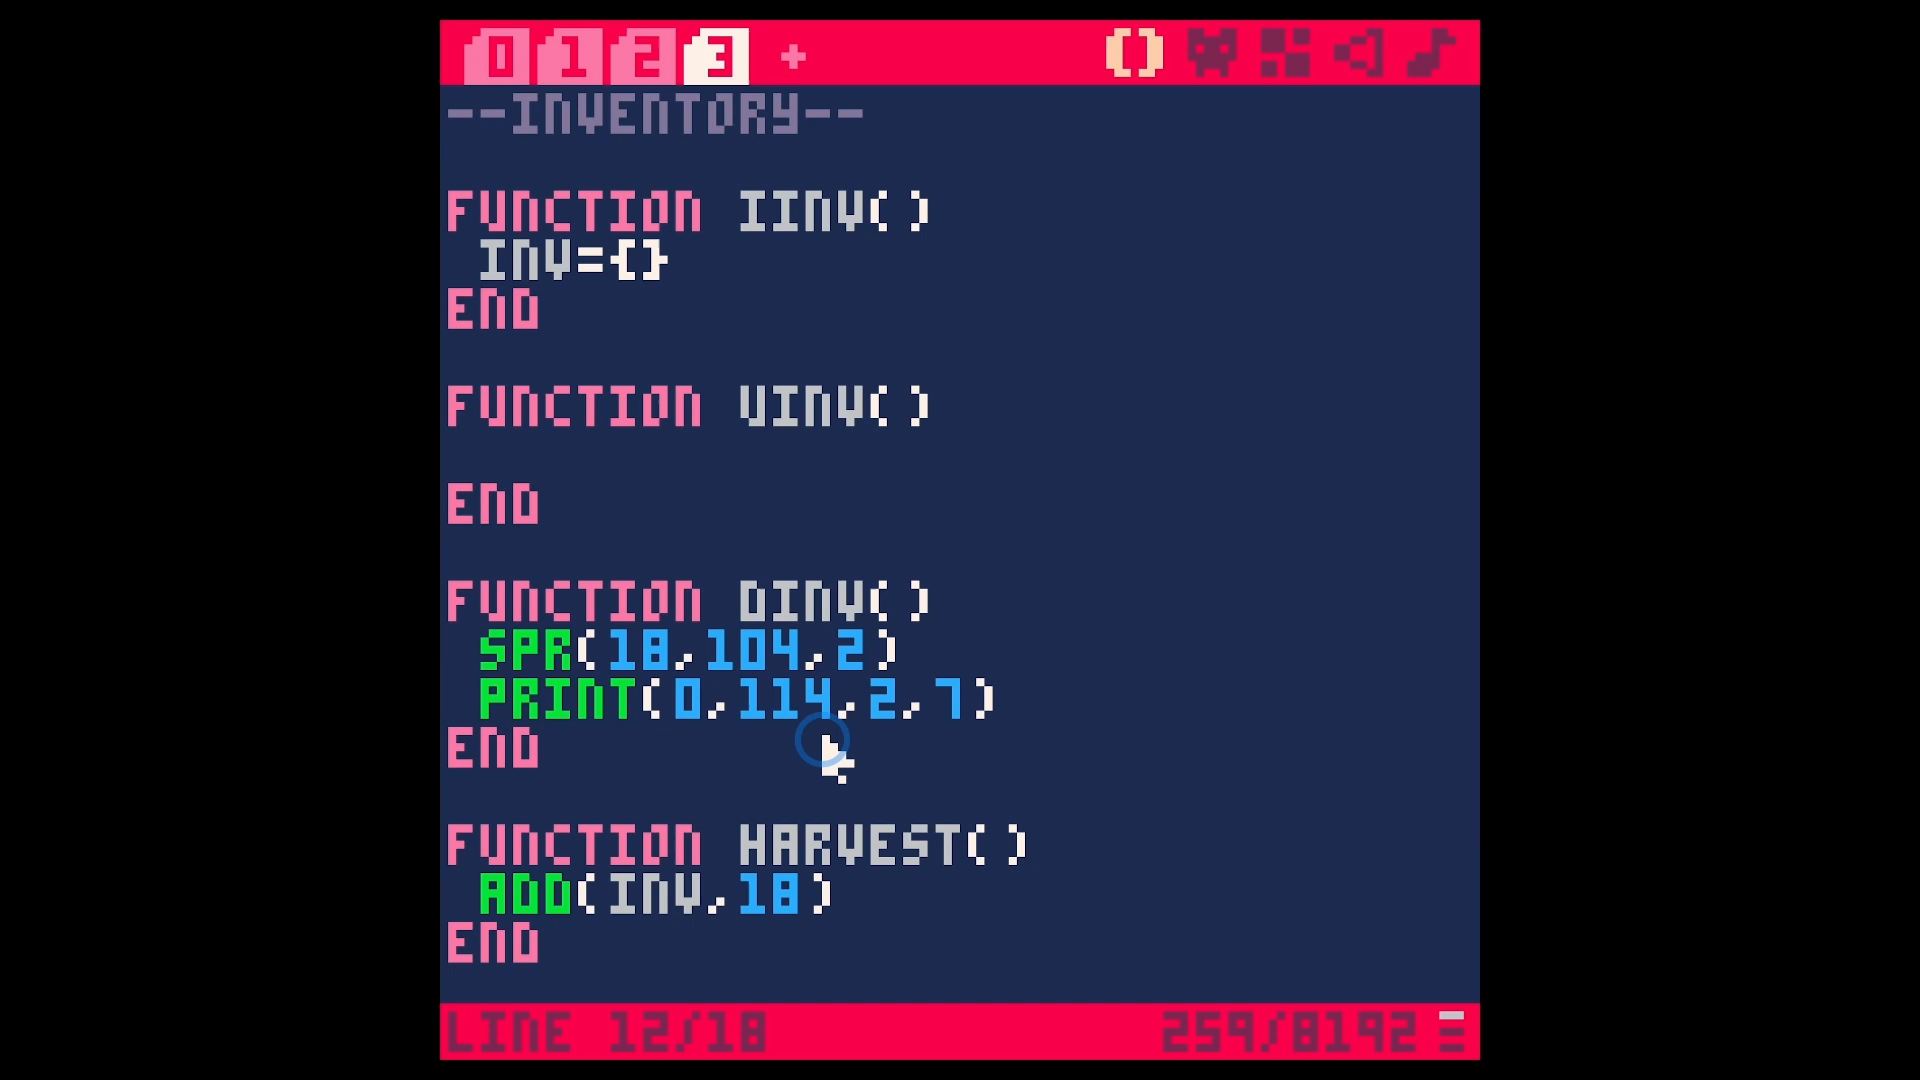 0 1 2 3 +
--INVENTORY--
FUNCTION IINV()
INV={}
END
FUNCTION UINV()
END
FUNCTION DINV()
SPR(18,104,2)
PRINT(0,114,2,7)
END
FUNCTION HARVEST()
ADD(INV,18)
END
LINE 12/18 259/8192